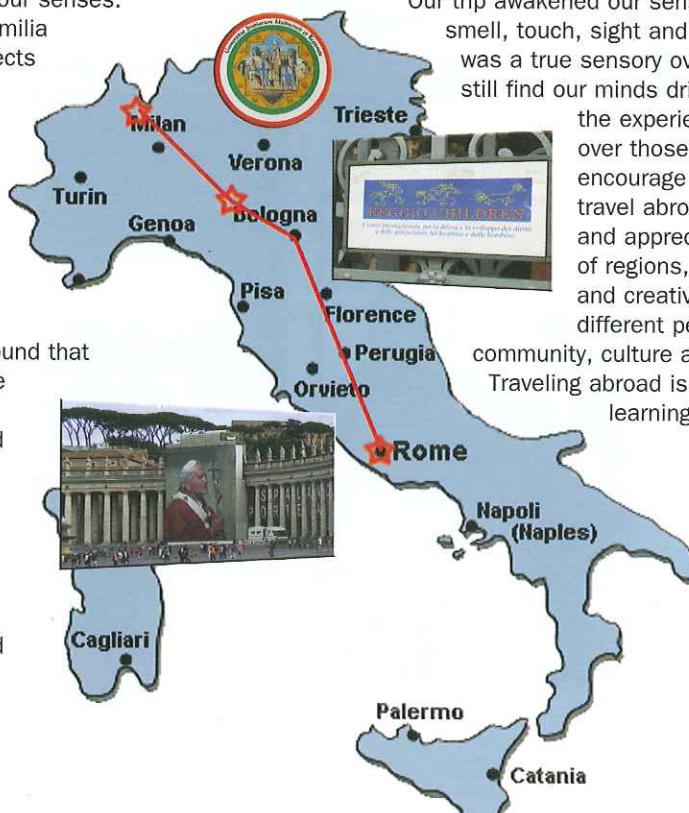 our senses.
milia
ects
ound that
e
d
d
Our trip awakened our sens
smell, touch, sight and
was a true sensory ov
still find our minds dri
the experie
over those
encourage
travel abro
and apprec
of regions,
and creativ
different pe
community, culture a
Traveling abroad is
learning
Milan
Trieste
Verona
Turin
Bologna
Genoa
REGGIO CHILDREN
Pisa
Florence
Perugia
Orvieto
Rome
Napoli
(Naples)
Cagliari
Palermo
Catania